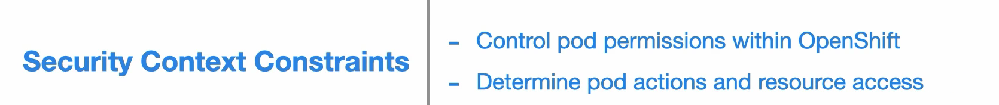 Security Context Constraints
- Control pod permissions within OpenShift
- Determine pod actions and resource access